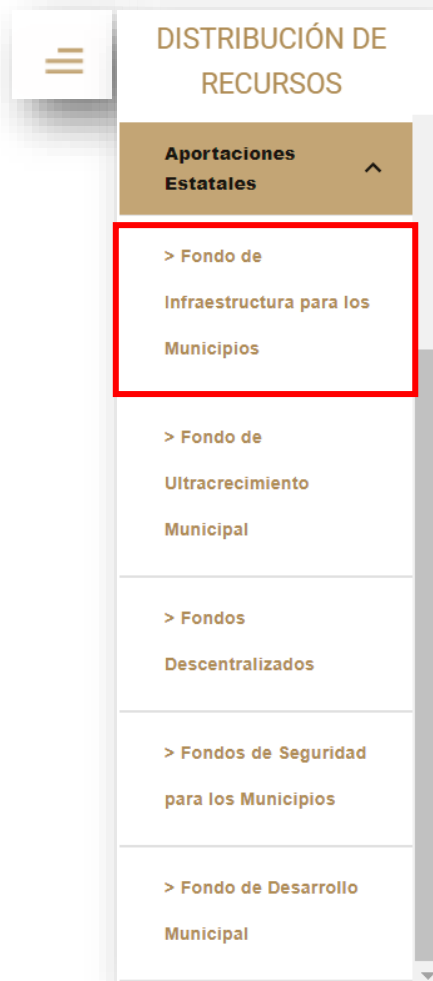 DISTRIBUCIÓN DE
RECURSOS
Aportaciones
Estatales
> Fondo de
Infraestructura para los
Municipios
> Fondo de
Ultracrecimiento
Municipal
> Fondos
Descentralizados
> Fondos de Seguridad
para los Municipios
> Fondo de Desarrollo
Municipal